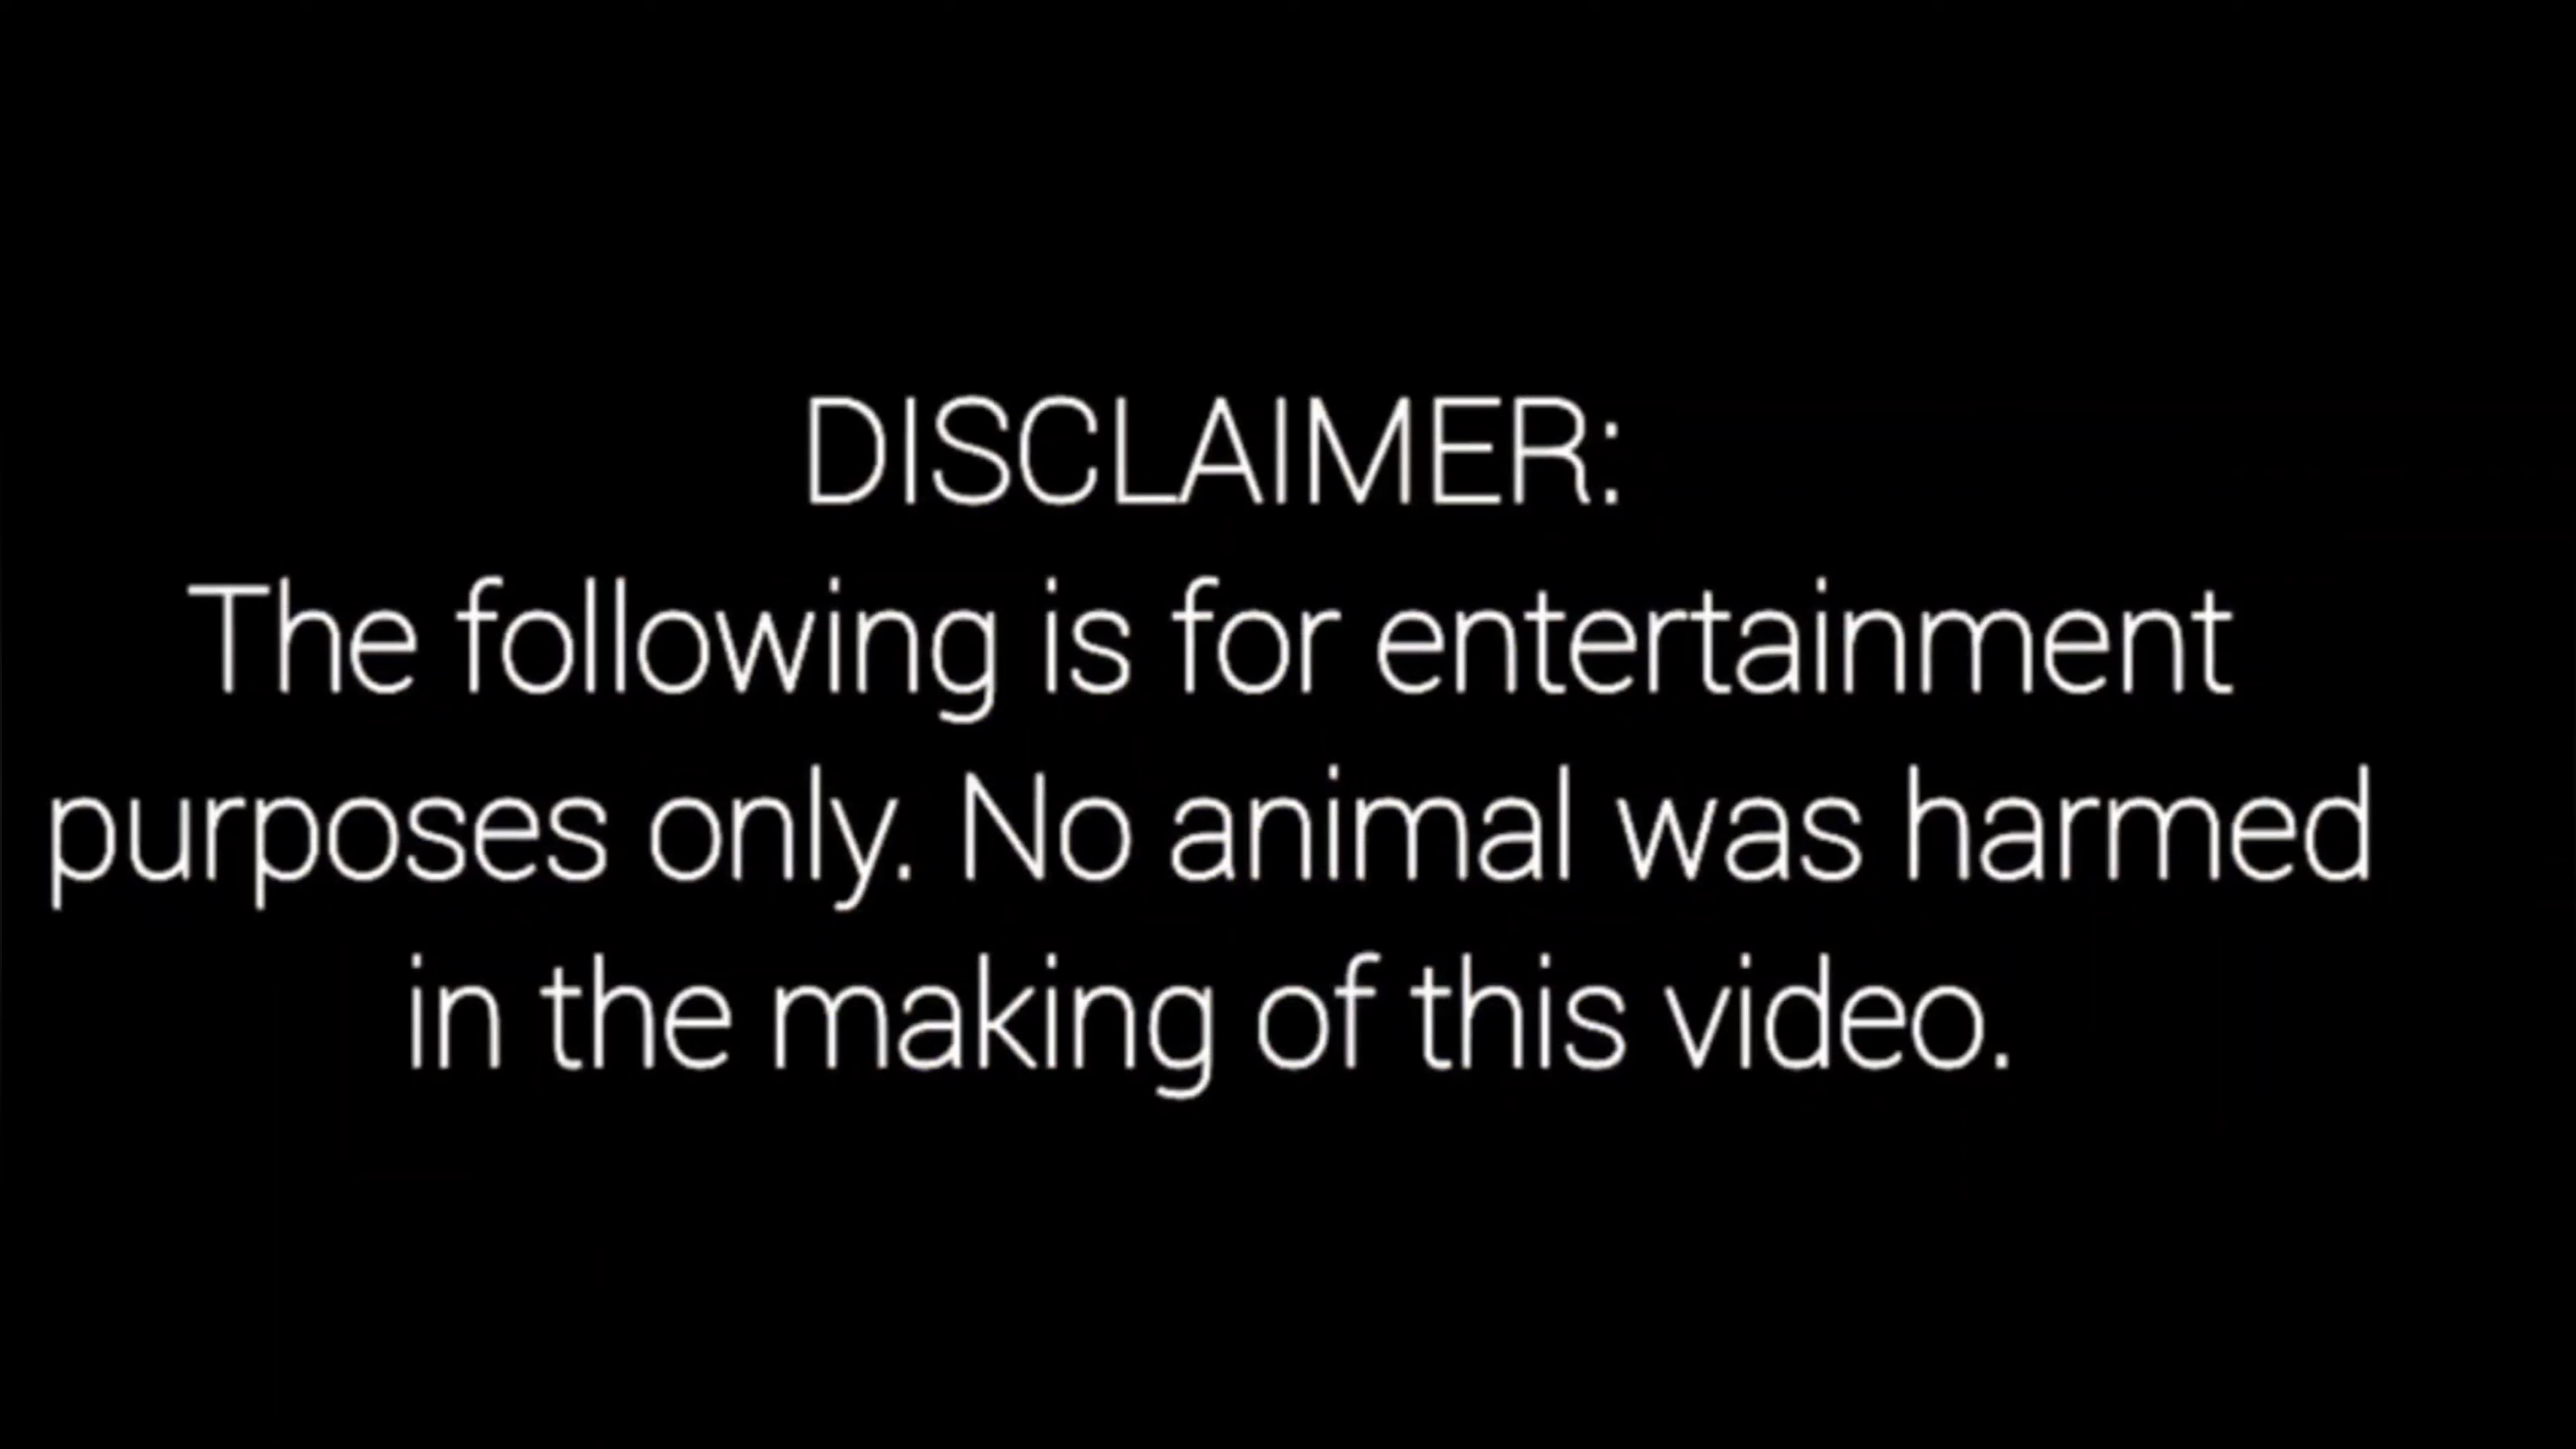 DISCLAIMER:
The following is for entertainment
purposes only. No animal was harmed
in the making of this video.